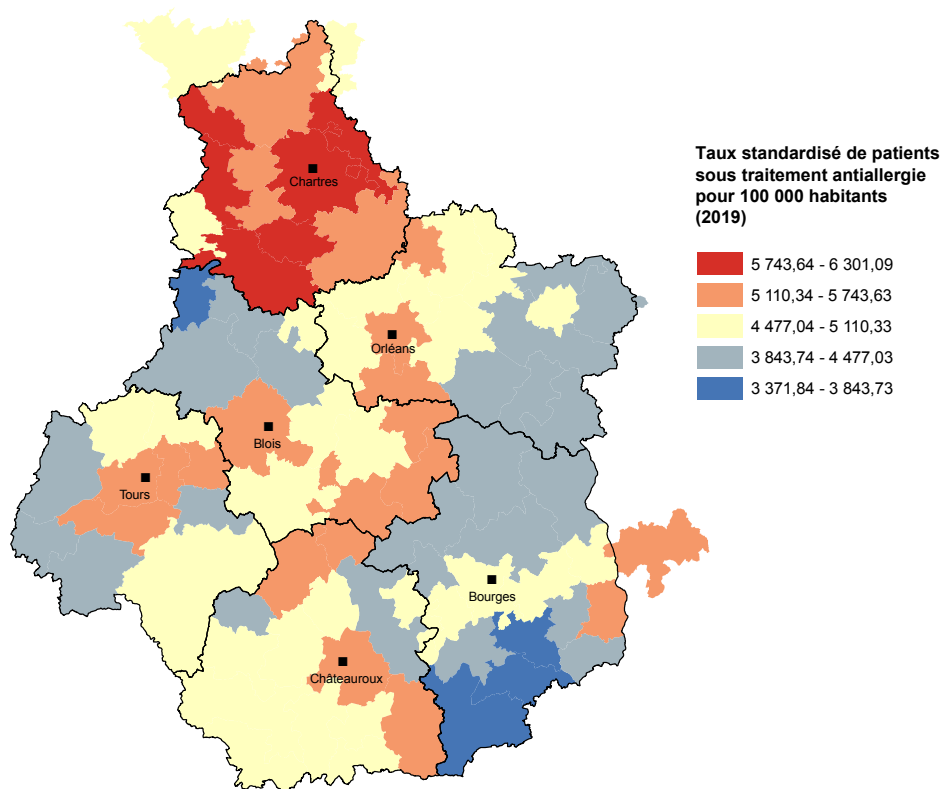 Chartres
Orléans
Blois
Tours
Bourges
Châteauroux
Taux standardisé de patients
sous traitement antiallergie
pour 100 000 habitants
(2019)
5 743,64 - 6 301,09
5 110,34 - 5 743,63
4 477,04 - 5 110,33
3 843,74 - 4 477,03
3 371,84 - 3 843,73